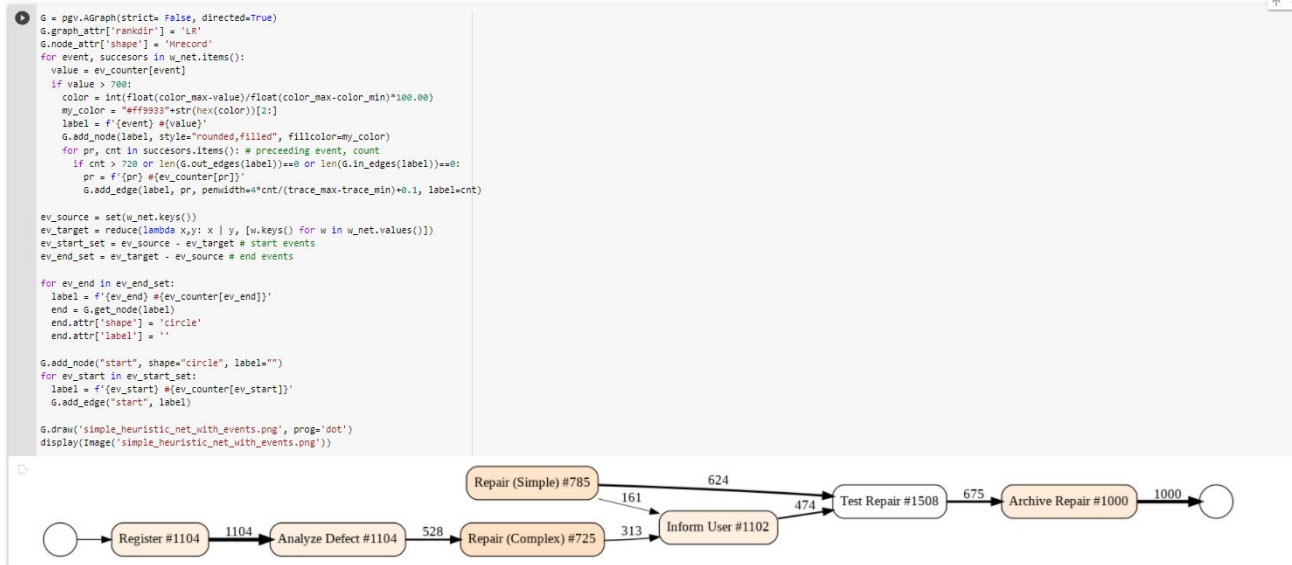 G = pgv.AGraph(strict= False, directed=True)
G.graph_attr['rankdir'] = 'LR'
G.node_attr['shape'] = 'Mrecord'
for event, succesors in w_net.items():
  value = ev_counter[event]
  if value > 700:
    color = int(float(color_max-value)/float(color_max-color_min)*100.00)
    my_color = "#ff9933"+str(hex(color))[2:]
    label = f'{event} #{value}'
    G.add_node(label, style="rounded,filled", fillcolor=my_color)
    for pr, cnt in succesors.items(): # preceeding event, count
      if cnt > 720 or len(G.out_edges(label))==0 or len(G.in_edges(label))==0:
        pr = f'{pr} #{ev_counter[pr]}'
        G.add_edge(label, pr, penwidth=4*cnt/(trace_max-trace_min)+0.1, label=cnt)
ev_source = set(w_net.keys())
ev_target = reduce(lambda x,y: x | y, [w.keys() for w in w_net.values()])
ev_start_set = ev_source - ev_target # start events
ev_end_set = ev_target - ev_source # end events
for ev_end in ev_end_set:
  label = f'{ev_end} #{ev_counter[ev_end]}'
  end = G.get_node(label)
  end.attr['shape'] = 'circle'
  end.attr['label'] = ''
G.add_node("start", shape="circle", label="")
for ev_start in ev_start_set:
  label = f'{ev_start} #{ev_counter[ev_start]}'
  G.add_edge("start", label)
G.draw('simple_heuristic_net_with_events.png', prog='dot')
display(Image('simple_heuristic_net_with_events.png'))
Repair (Simple) #785
624
161
474
Test Repair #1508
675
Archive Repair #1000
1000
Register #1104
1104
Analyze Defect #1104
528
Repair (Complex) #725
313
Inform User #1102